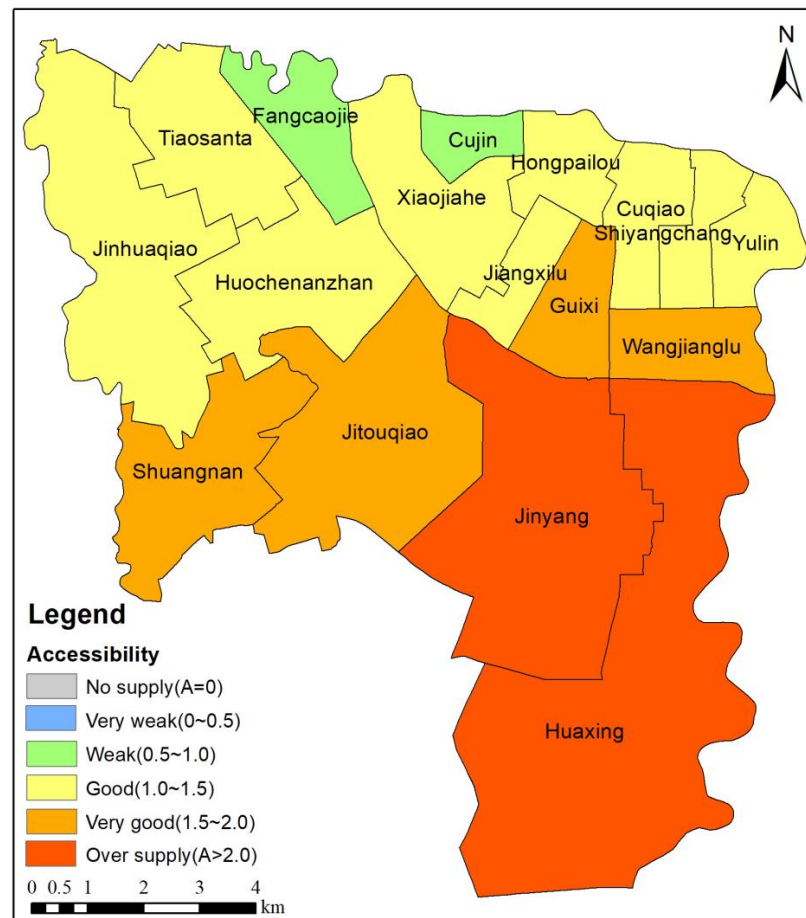 N
Fangcaojie
Tiaosanta
Cujin
Hongpailou
Xiaojiahe
Cuqiao
Shiyangchang
Yulin
Jinhuaqiao
Huochenanzhan
Jiangxilu
Guixi
Wangjianglu
Shuangnan
Jitouqiao
Jinyang
Huaxing
Legend
Accessibility
No supply(A=0)
Very weak(0~0.5)
Weak(0.5~1.0)
Good(1.0~1.5)
Very good(1.5~2.0)
Over supply(A>2.0)
0 0.5 1 2 3 4
km